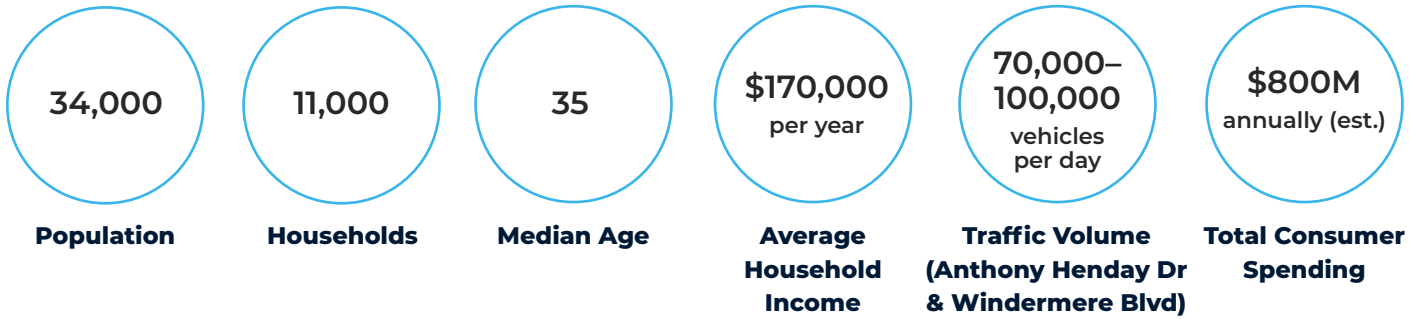 34,000
Population
11,000
Households
35
Median Age
$170,000
per year
Average
Household
Income
70,000–
100,000
vehicles
per day
Traffic Volume
(Anthony Henday Dr
& Windermere Blvd)
$800M
annually (est.)
Total Consumer
Spending